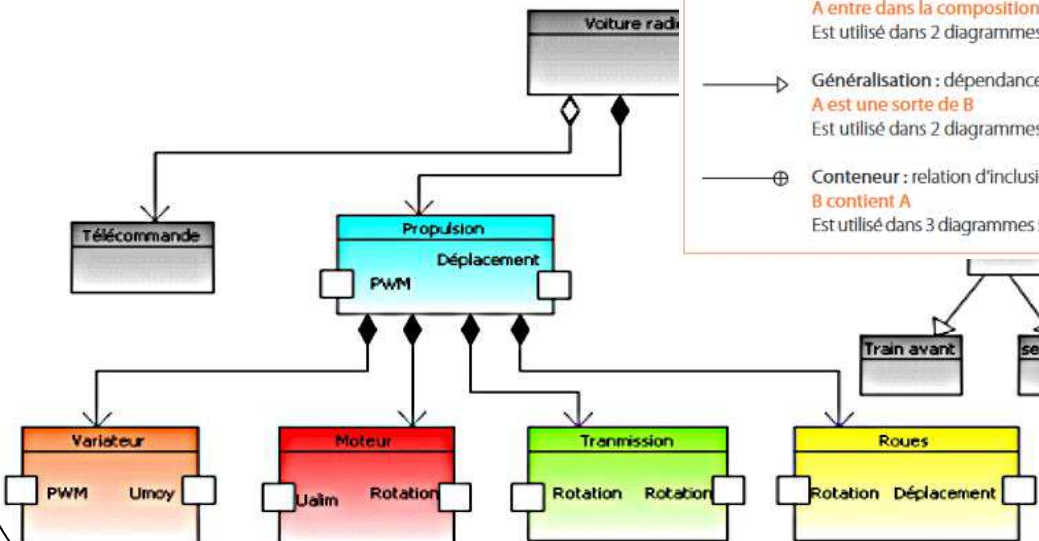 Voiture
A entre dans la composition
Est utilisé dans 2 diagrammes
Généralisation : dépendance
A est une sorte de B
Est utilisé dans 2 diagrammes
Conteneur : relation
B contient A
Est utilisé dans 3 diagrammes :
Télécommande
Propulsion
Déplacement
PWM
Train avant
Variateur
PWM Umoy
Moteur
Ualim Rotation
Tranmission
Rotation Rotation
Roues
Rotation Déplacement